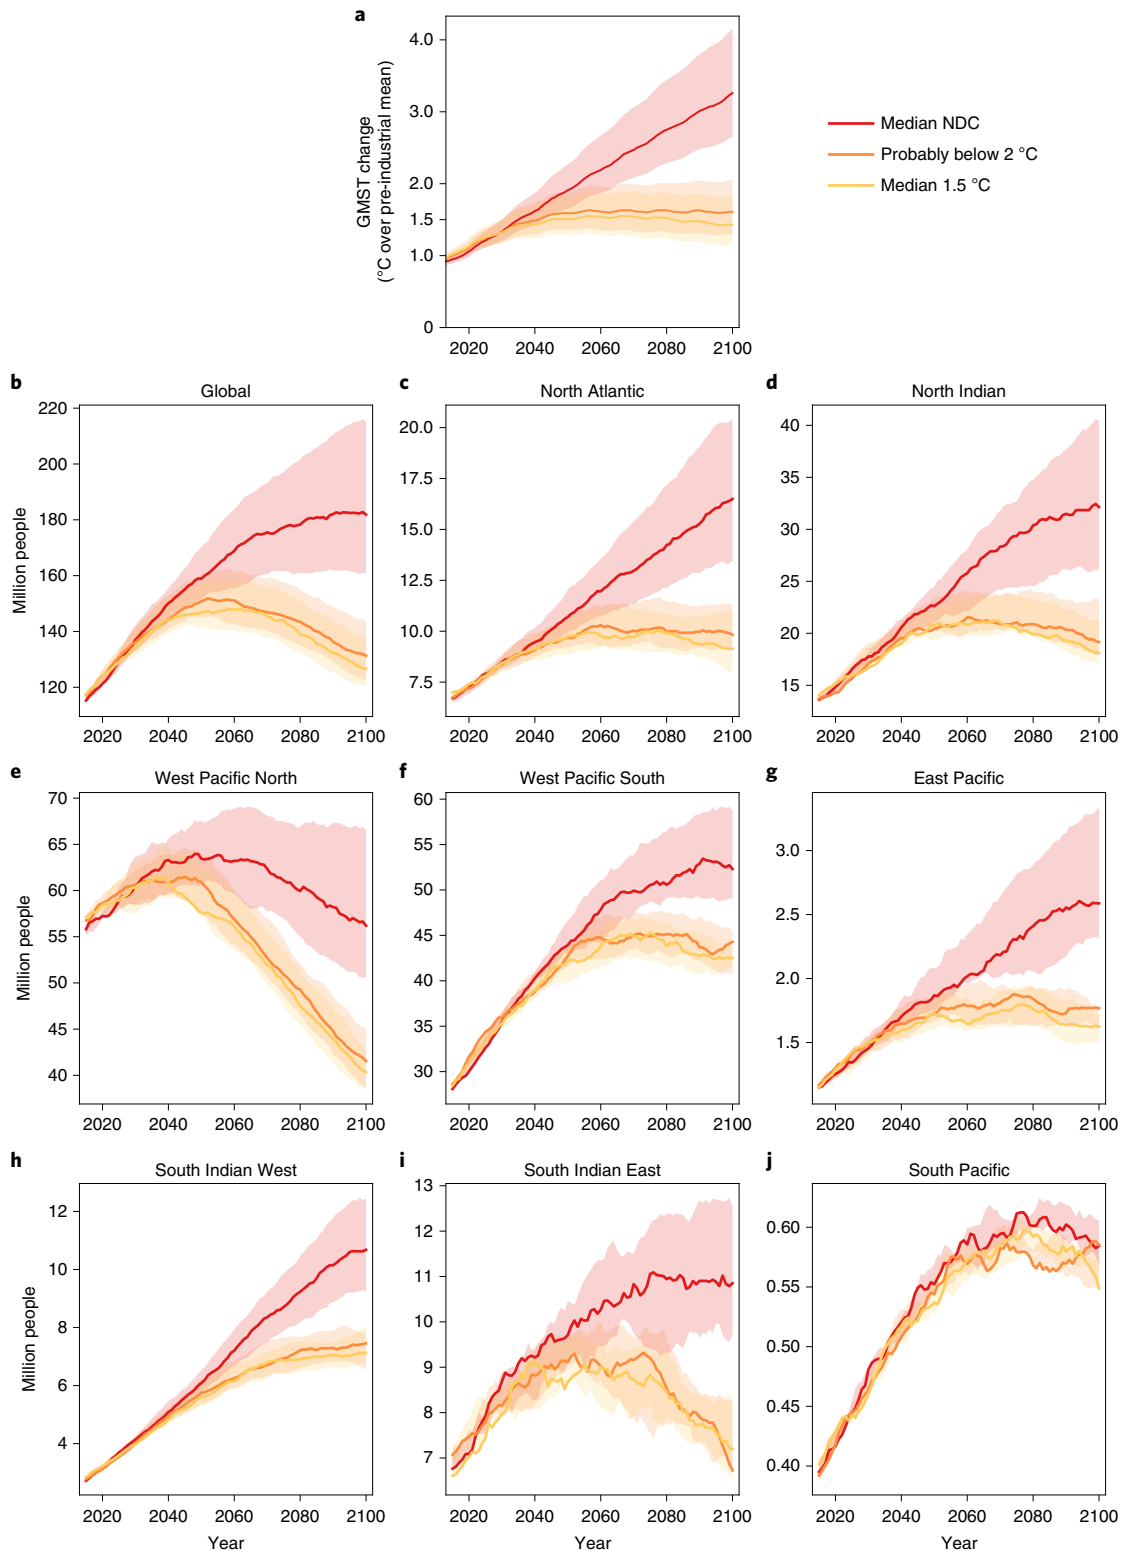 a
GMST change
(°C over pre-industrial mean)
4.0
3.0
2.0
1.5
1.0
0
2020 2040 2060 2080 2100
Median NDC
Probably below 2 °C
Median 1.5 °C
b
Global
Million people
220
200
180
160
140
120
2020 2040 2060 2080 2100
c
North Atlantic
20.0
17.5
15.0
12.5
10.0
7.5
2020 2040 2060 2080 2100
d
North Indian
40
35
30
25
20
15
2020 2040 2060 2080 2100
e
West Pacific North
Million people
70
65
60
55
50
45
40
2020 2040 2060 2080 2100
f
West Pacific South
60
55
50
45
40
35
30
2020 2040 2060 2080 2100
g
East Pacific
3.0
2.5
2.0
1.5
2020 2040 2060 2080 2100
h
South Indian West
Million people
12
10
8
6
4
2020 2040 2060 2080 2100
Year
i
South Indian East
13
12
11
10
9
8
7
2020 2040 2060 2080 2100
Year
j
South Pacific
0.60
0.55
0.50
0.45
0.40
2020 2040 2060 2080 2100
Year